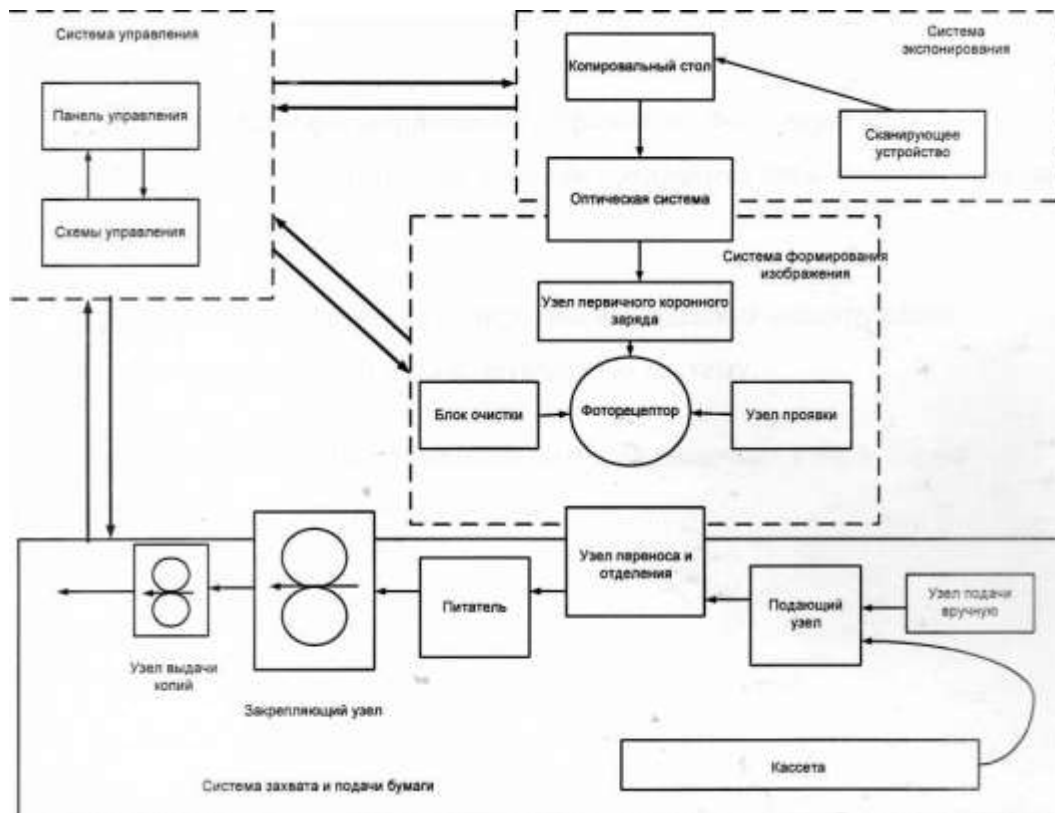 Система управления
Панель управления
Схемы управления
Система
экспонирования
Копировальный стол
Сканирующее
устройство
Оптическая система
Система формирования
изображения
Узел первичного коронного
заряда
Блок очистки
Фоторецептор
Узел проявки
Узел переноса и
отделения
Питатель
Подающий
узел
Узел подачи
вручную
Узел выдачи
копий
Закрепляющий узел
Кассета
Система захвата и подачи бумаги